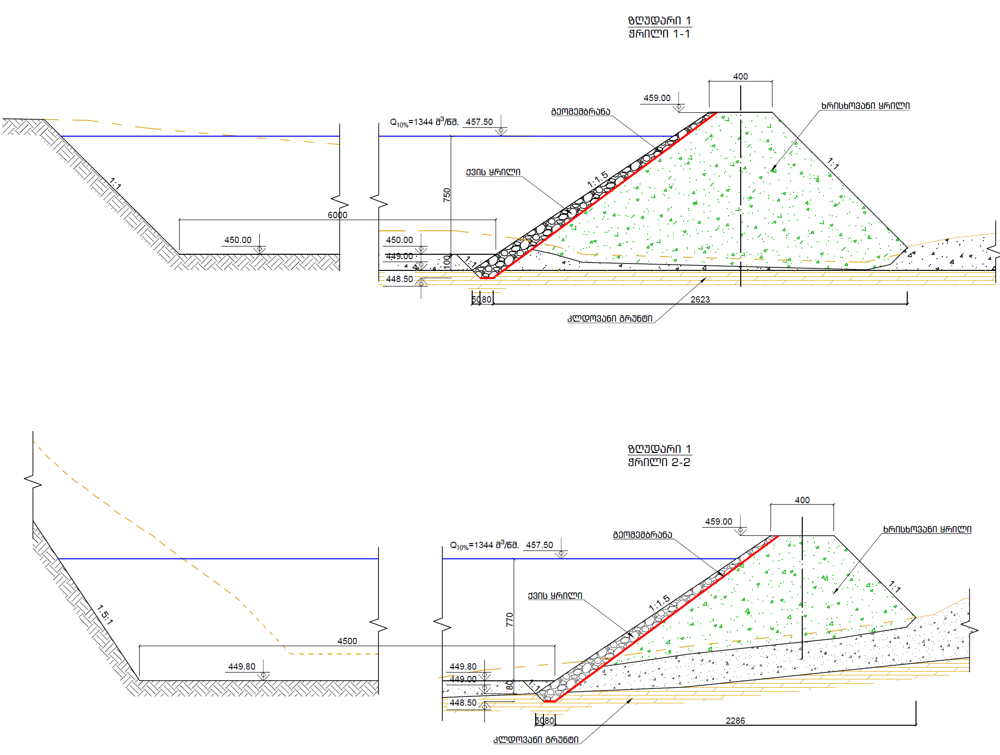 ზღუდარი 1
ჭრილი 1-1
400
459.00
გეომემბრანა
ხრისხოვანი ყრილი
Q10%=1344 მ³/წმ.
457.50
1:1
ქვის ყრილი
1:1.5
1:1
750
6000
450.00
450.00
449.00
1:1
100
448.50
50
80
2623
კლდოვანი გრუნტი
ზღუდარი 1
ჭრილი 2-2
400
459.00
გეომემბრანა
ხრისხოვანი ყრილი
Q10%=1344 მ³/წმ.
457.50
ქვის ყრილი
1:1.5
1:1
1.5:1
770
4500
449.80
449.80
449.00
1:1
80
448.50
50
80
2286
კლდოვანი გრუნტი